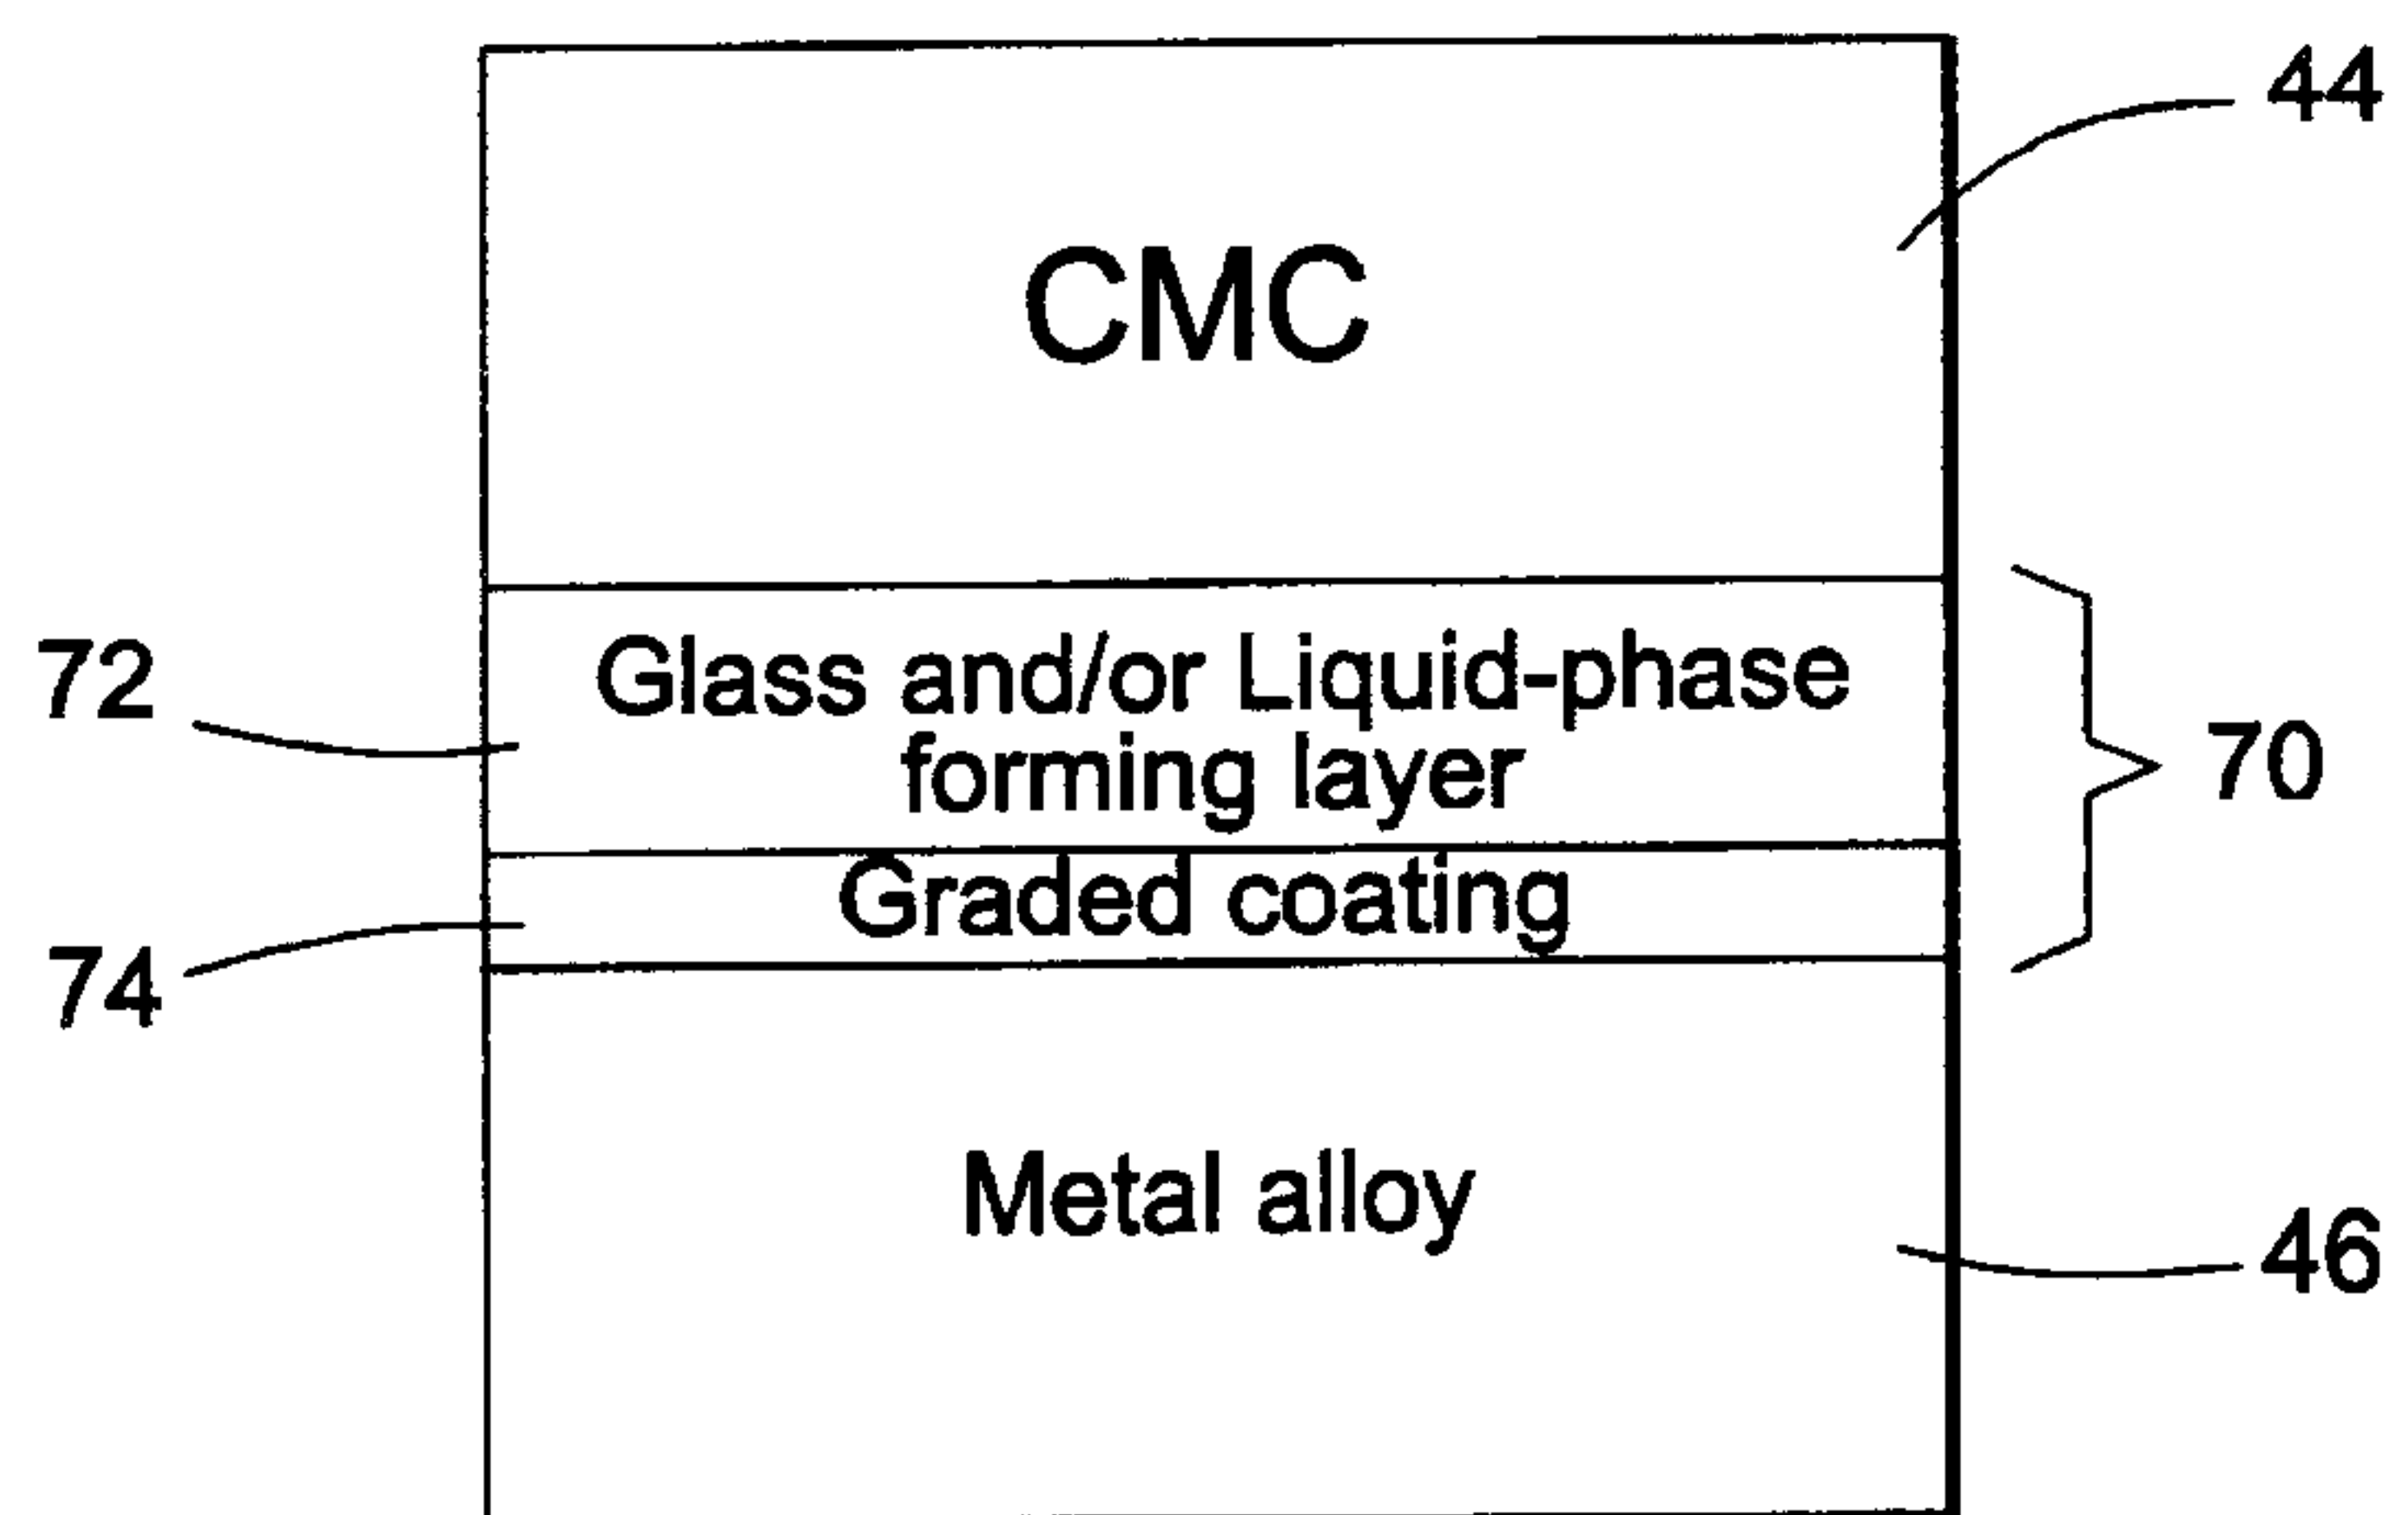 44
CMC
72
Glass and/or Liquid-phase
forming layer
70
Graded coating
74
Metal alloy
46